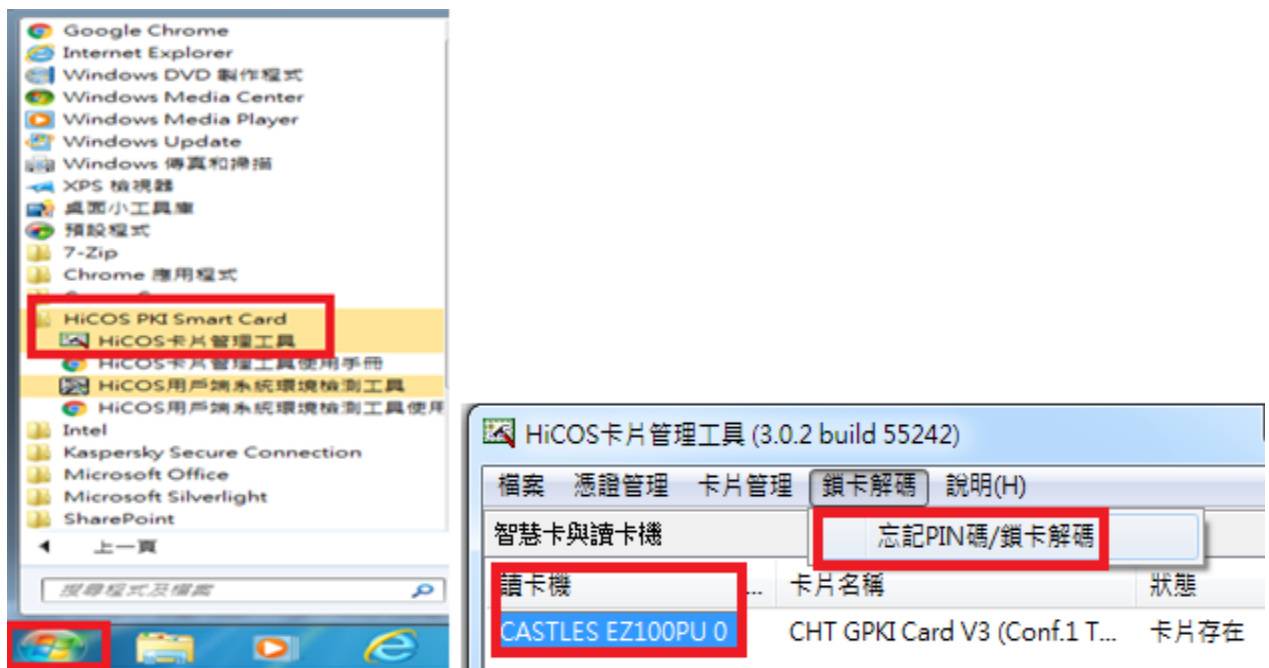 Google Chrome
Internet Explorer
Windows DVD 製作程式
Windows Media Center
Windows Media Player
Windows Update
Windows 傳真和掃描
XPS 檢視器
桌面小工具庫
預設程式
7-Zip
Chrome 應用程式
HiCOS PKI Smart Card
HiCOS卡片管理工具
HiCOS卡片管理工具使用手冊
HiCOS用戶端系統環境檢測工具
HiCOS用戶端系統環境檢測工具使用
Intel
Kaspersky Secure Connection
Microsoft Office
Microsoft Silverlight
SharePoint
上一頁
搜尋程式及檔案
HiCOS卡片管理工具 (3.0.2 build 55242)
檔案 憑證管理 卡片管理 鎖卡解碼 說明(H)
智慧卡與讀卡機
忘記PIN碼/鎖卡解碼
讀卡機 ... 卡片名稱 狀態
CASTLES EZ100PU 0 CHT GPKI Card V3 (Conf.1 T... 卡片存在